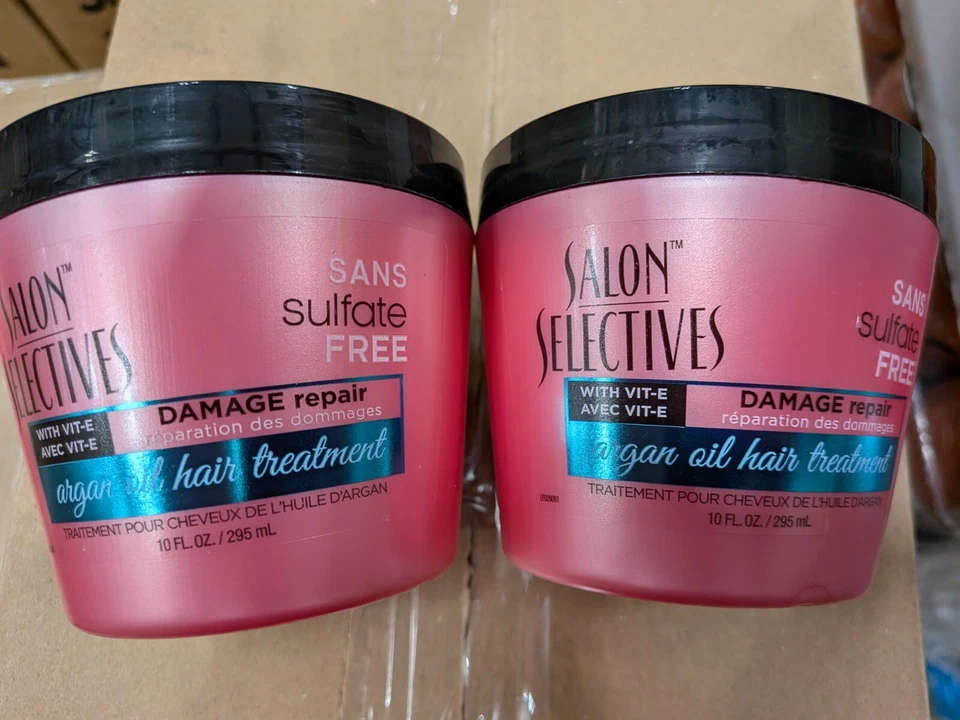 SALON™
SELECTIVES
SANS
sulfate
FREE
WITH VIT-E
AVEC VIT-E
DAMAGE repair
réparation des dommages
argan oil hair treatment
TRAITEMENT POUR CHEVEUX DE L'HUILE D'ARGAN
10 FL. OZ. / 295 mL
SALON™
SELECTIVES
SANS
sulfate
FREE
WITH VIT-E
AVEC VIT-E
DAMAGE repair
réparation des dommages
argan oil hair treatment
TRAITEMENT POUR CHEVEUX DE L'HUILE D'ARGAN
10 FL. OZ. / 295 mL